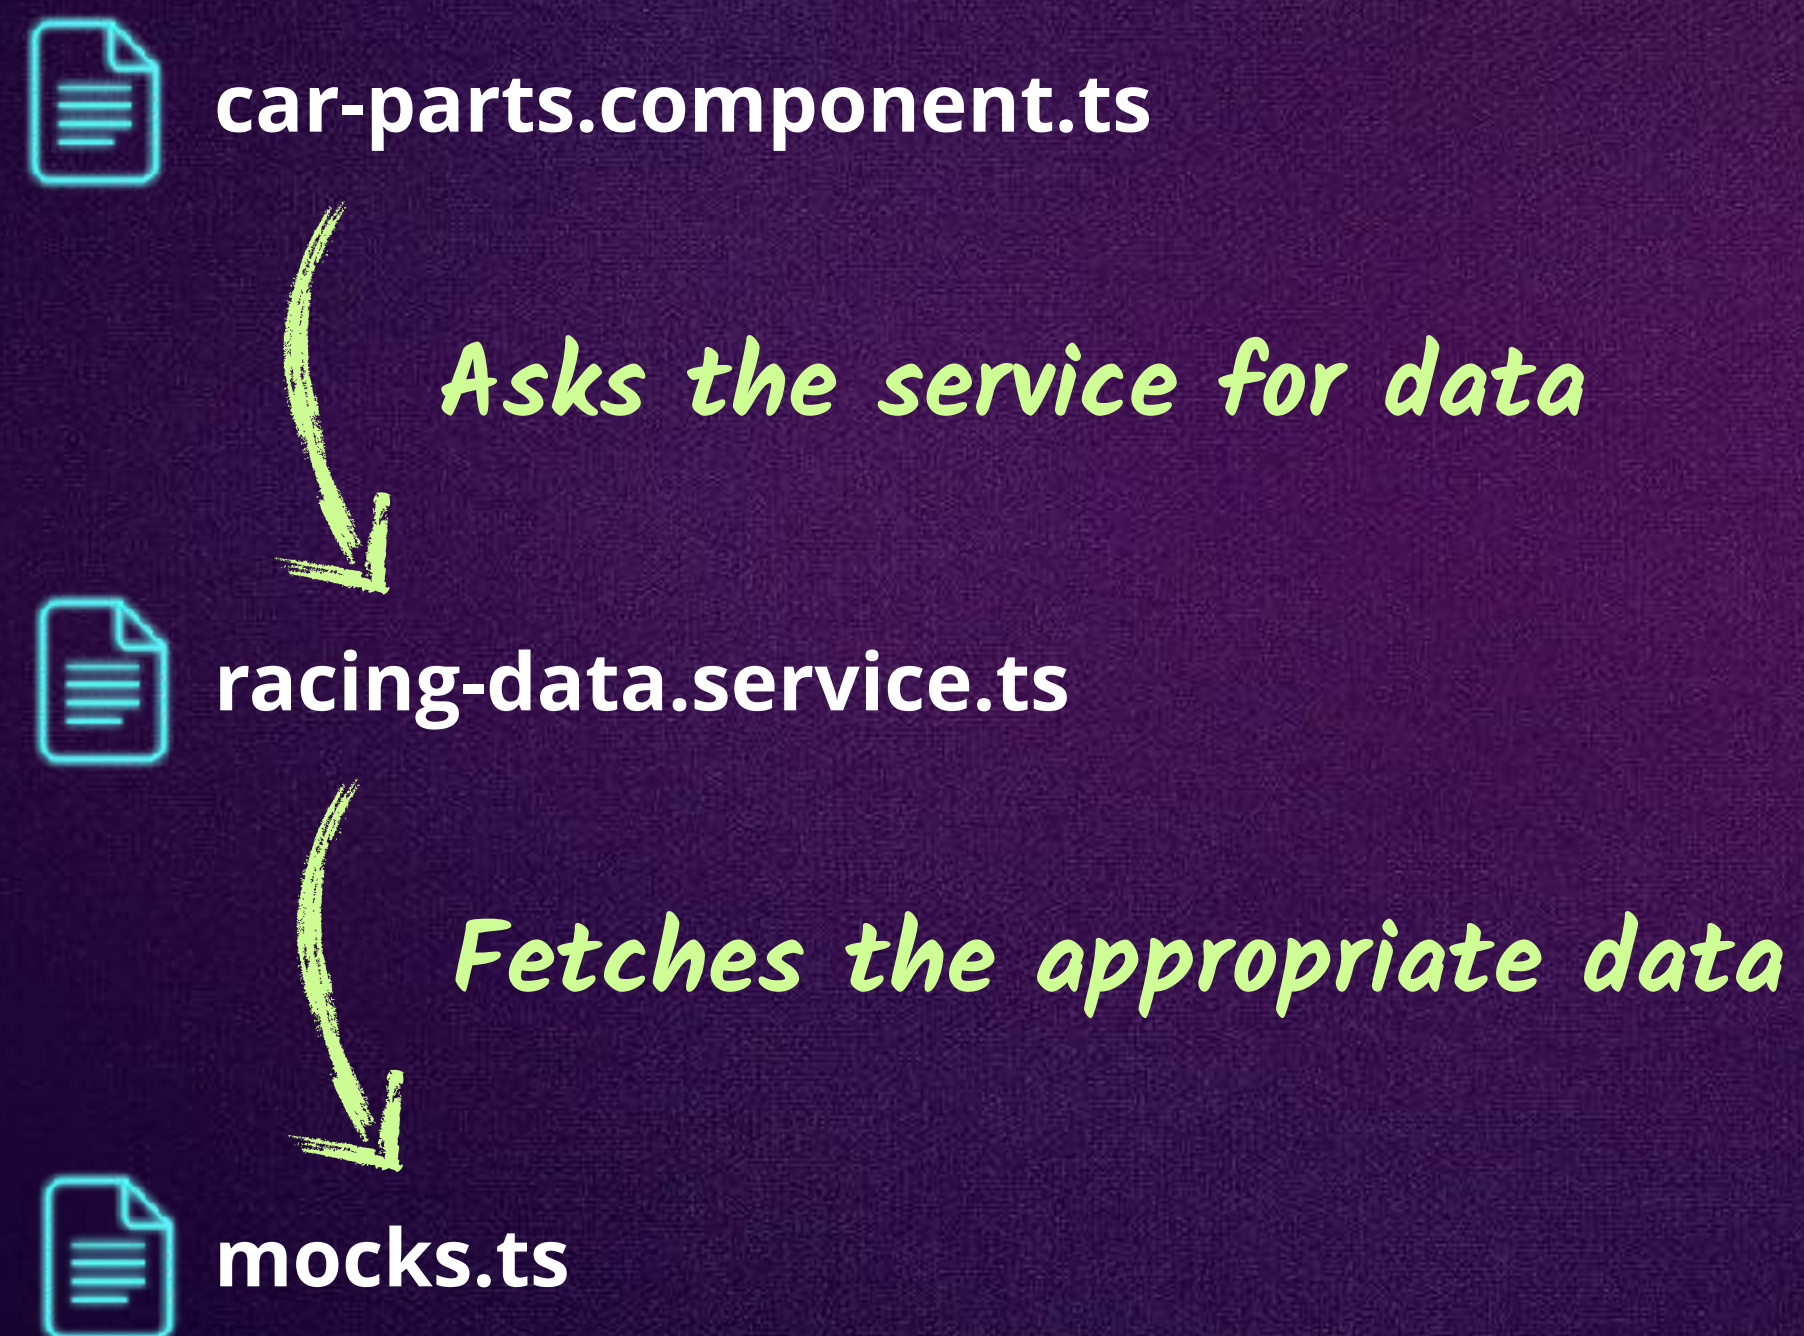 car-parts.component.ts
Asks the service for data
racing-data.service.ts
Fetches the appropriate data
mocks.ts